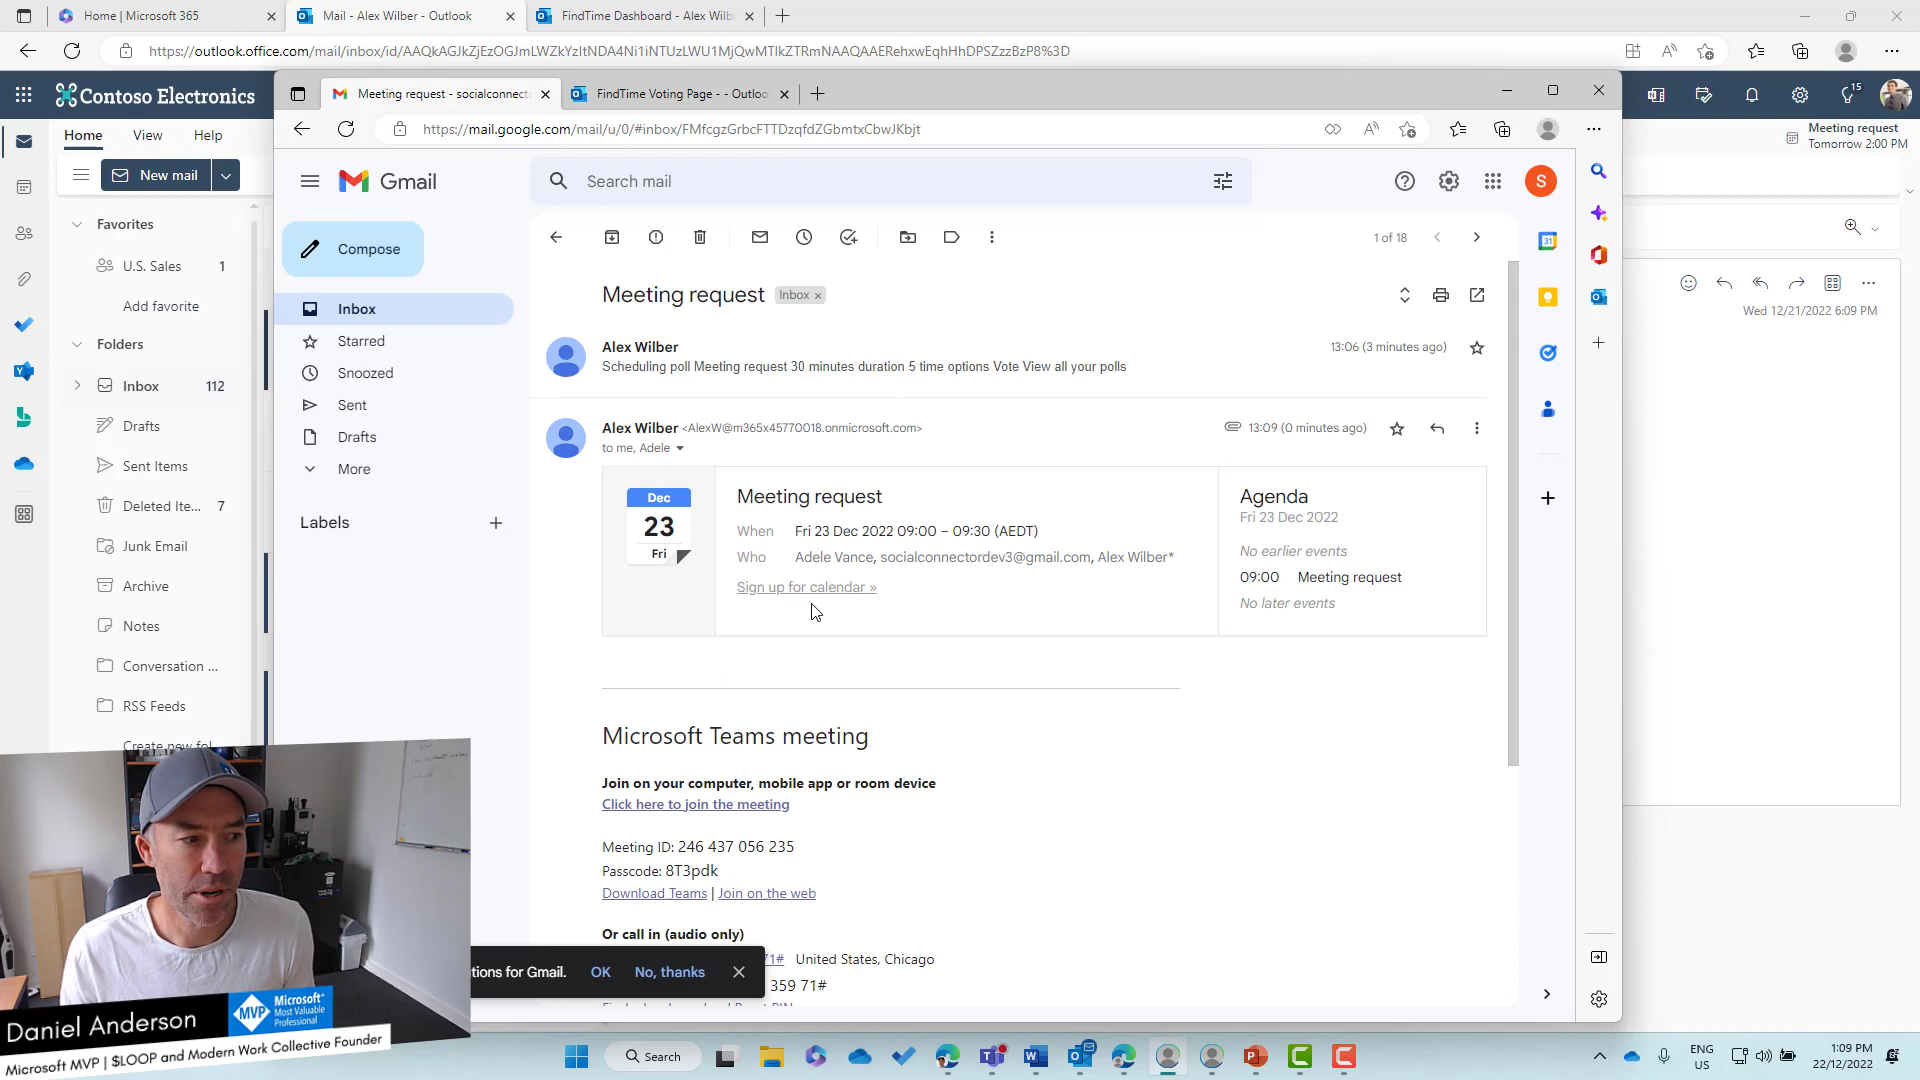 Home | Microsoft 365
Mail - Alex Wilber - Outlook
FindTime Dashboard - Alex Wilb
https://outlook.office.com/mail/inbox/id/AAQkAGJkZjEzOGJmLWZkYzItNDA4Ni1iNTUzLWU1MjQwMTlkZTRmNAAQAAERehxwEqhHhDPSZzzBzP8%3D
Contoso Electronics
Meeting request - socialconnect
FindTime Voting Page - - Outloo
15
https://mail.google.com/mail/u/0/#inbox/FMfcgzGrbcFTTDzqfdZGbmtxCbwJKbjt
Home
View
Help
Meeting request
Tomorrow 2:00 PM
New mail
Gmail
Search mail
S
Favorites
U.S. Sales 1
Add favorite
Folders
Inbox 112
Drafts
Sent Items
Deleted Ite... 7
Junk Email
Archive
Notes
Conversation ...
RSS Feeds
Create new fol
Compose
Inbox
Starred
Snoozed
Sent
Drafts
More
Labels
1 of 18
Meeting request
Inbox ×
Alex Wilber
13:06 (3 minutes ago)
Scheduling poll Meeting request 30 minutes duration 5 time options Vote View all your polls
Alex Wilber <AlexW@m365x45770018.onmicrosoft.com>
13:09 (0 minutes ago)
to me, Adele
Dec
23
Fri
Meeting request
When Fri 23 Dec 2022 09:00 – 09:30 (AEDT)
Who Adele Vance, socialconnectordev3@gmail.com, Alex Wilber*
Sign up for calendar »
Agenda
Fri 23 Dec 2022
No earlier events
09:00 Meeting request
No later events
31
Wed 12/21/2022 6:09 PM
Microsoft Teams meeting
Join on your computer, mobile app or room device
Click here to join the meeting
Meeting ID: 246 437 056 235
Passcode: 8T3pdk
Download Teams | Join on the web
Or call in (audio only)
71# United States, Chicago
359 71#
tions for Gmail.
OK
No, thanks
MVP
Microsoft
Most Valuable
Professional
Daniel Anderson
Microsoft MVP | $LOOP and Modern Work Collective Founder
Search
ENG
US
1:09 PM
22/12/2022